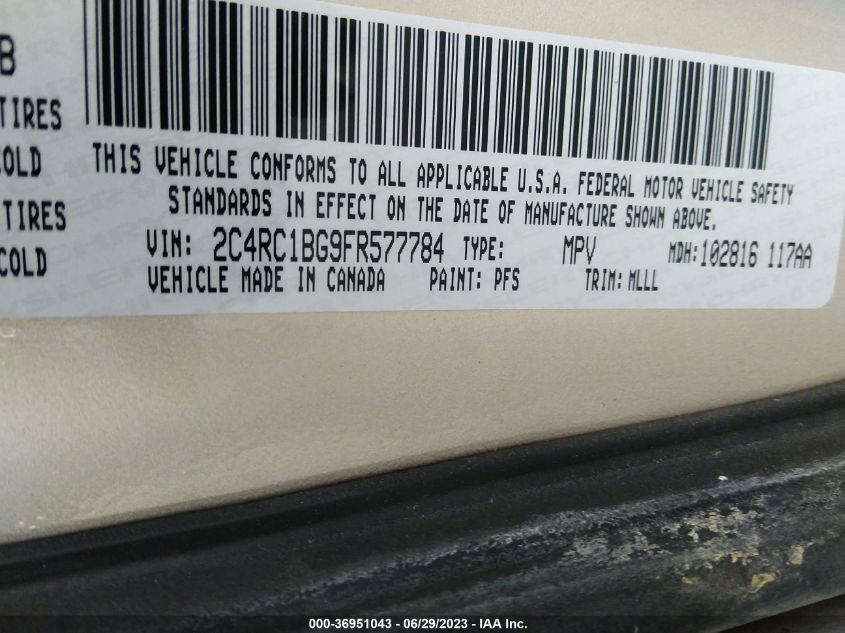 B
TIRES
COLD
TIRES
COLD
THIS VEHICLE CONFORMS TO ALL APPLICABLE U.S.A. FEDERAL MOTOR VEHICLE SAFETY
STANDARDS IN EFFECT ON THE DATE OF MANUFACTURE SHOWN ABOVE.
VIN: 2C4RC1BG9FR577784 TYPE: MPV MDH:102816 117AA
VEHICLE MADE IN CANADA PAINT: PFS TRIM: MLLL
000-36951043 - 06/29/2023 - IAA Inc.